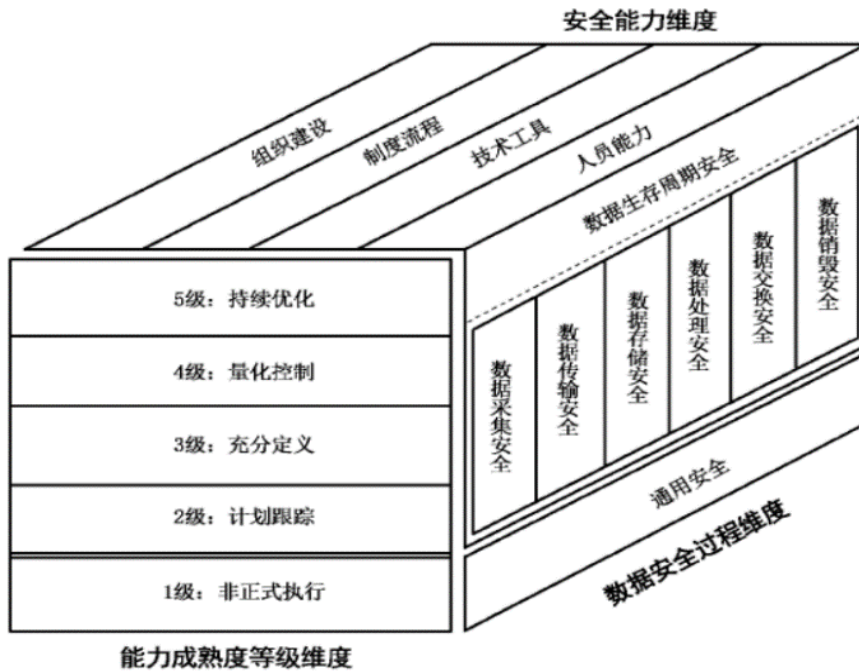 安全能力维度
组织建设
制度流程
技术工具
人员能力
数据生存周期安全
数据采集安全
数据传输安全
数据存储安全
数据处理安全
数据交换安全
数据销毁安全
通用安全
数据安全过程维度
5级：持续优化
4级：量化控制
3级：充分定义
2级：计划跟踪
1级：非正式执行
能力成熟度等级维度